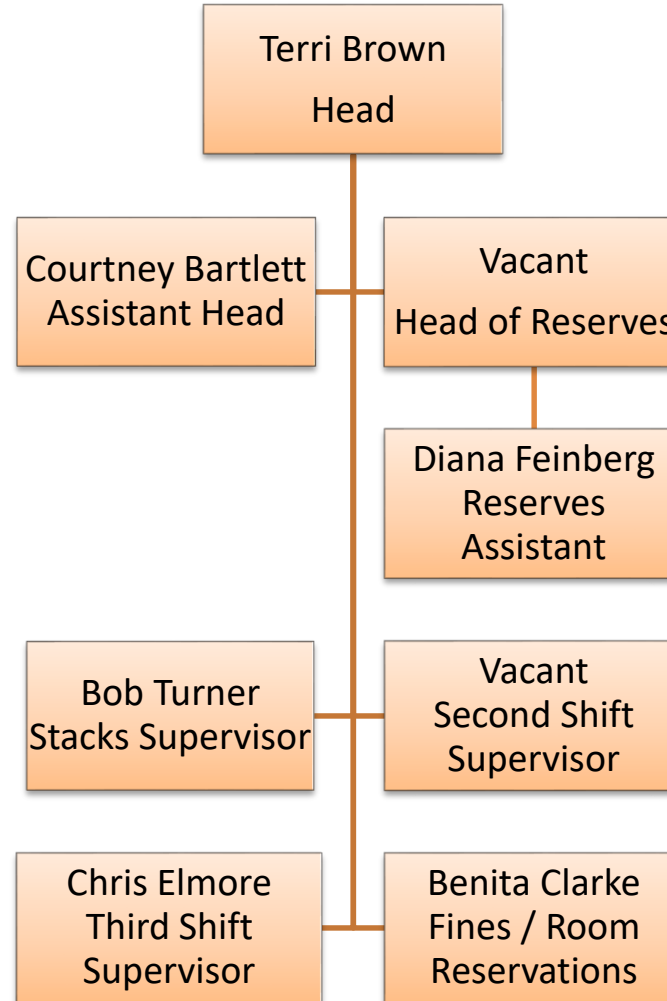 Terri Brown
Head
Courtney Bartlett
Assistant Head
Vacant
Head of Reserves
Diana Feinberg
Reserves
Assistant
Bob Turner
Stacks Supervisor
Vacant
Second Shift
Supervisor
Chris Elmore
Third Shift
Supervisor
Benita Clarke
Fines / Room
Reservations